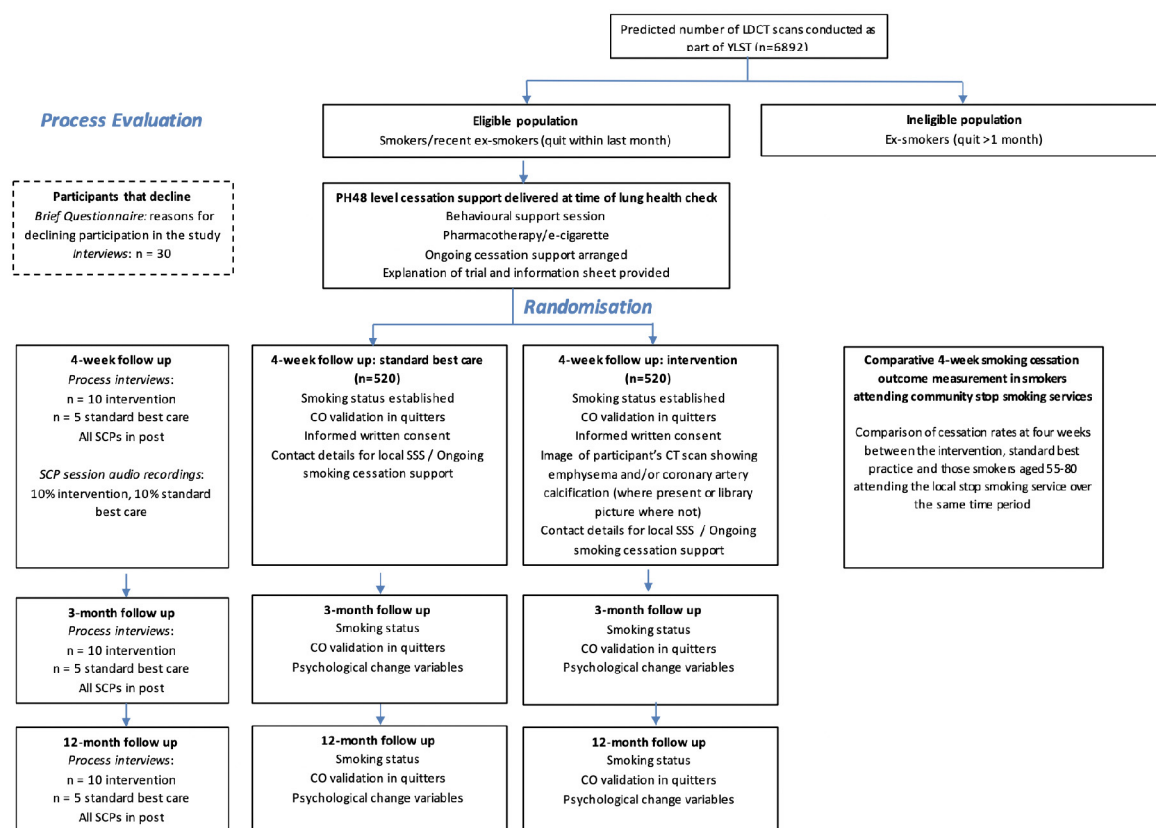 Predicted number of LDCT scans conducted as
part of YLST (n=6892)
Process Evaluation
Eligible population
Smokers/recent ex-smokers (quit within last month)
Ineligible population
Ex-smokers (quit >1 month)
Participants that decline
Brief Questionnaire: reasons for
declining participation in the study
Interviews: n = 30
PH48 level cessation support delivered at time of lung health check
Behavioural support session
Pharmacotherapy/e-cigarette
Ongoing cessation support arranged
Explanation of trial and information sheet provided
Randomisation
4-week follow up
Process interviews:
n = 10 intervention
n = 5 standard best care
All SCPs in post
SCP session audio recordings:
10% intervention, 10% standard
best care
4-week follow up: standard best care
(n=520)
Smoking status established
CO validation in quitters
Informed written consent
Contact details for local SSS / Ongoing
smoking cessation support
4-week follow up: intervention
(n=520)
Smoking status established
CO validation in quitters
Informed written consent
Image of participant's CT scan showing
emphysema and/or coronary artery
calcification (where present or library
picture where not)
Contact details for local SSS / Ongoing
smoking cessation support
Comparative 4-week smoking cessation
outcome measurement in smokers
attending community stop smoking services
Comparison of cessation rates at four weeks
between the intervention, standard best
practice and those smokers aged 55-80
attending the local stop smoking service over
the same time period
3-month follow up
Process interviews:
n = 10 intervention
n = 5 standard best care
All SCPs in post
3-month follow up
Smoking status
CO validation in quitters
Psychological change variables
3-month follow up
Smoking status
CO validation in quitters
Psychological change variables
12-month follow up
Process interviews:
n = 10 intervention
n = 5 standard best care
All SCPs in post
12-month follow up
Smoking status
CO validation in quitters
Psychological change variables
12-month follow up
Smoking status
CO validation in quitters
Psychological change variables